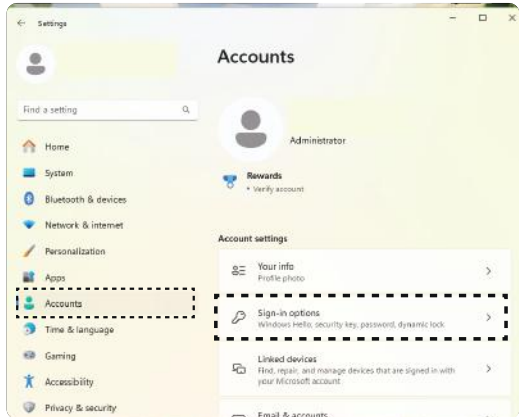 Settings
Accounts
Find a setting
Administrator
Rewards
• Verify account
Home
System
Bluetooth & devices
Network & internet
Personalization
Apps
Accounts
Time & language
Gaming
Accessibility
Privacy & security
Account settings
Your info
Profile photo
Sign-in options
Windows Hello, security key, password, dynamic lock
Linked devices
Find, repair, and manage devices that are signed in with
your Microsoft account
Email & accounts